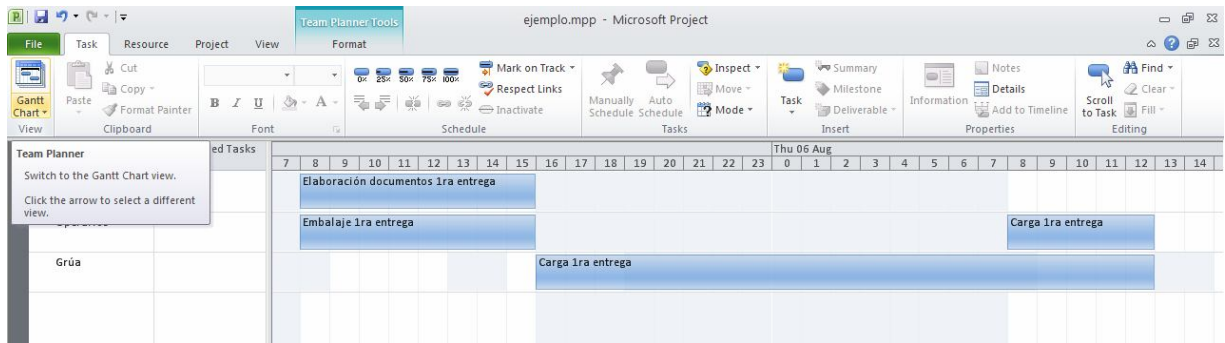 Team Planner Tools
ejemplo.mpp - Microsoft Project
File Task Resource Project View Format
Cut
Copy
Format Painter
Paste
Gantt Chart
0% 25% 50% 75% 100%
B I U A
Mark on Track
Respect Links
Inactivate
Manually Schedule
Auto Schedule
Inspect
Move
Mode
Task
Summary
Milestone
Deliverable
Information
Notes
Details
Add to Timeline
Scroll to Task
Find
Clear
Fill
View Clipboard Font Schedule Tasks Insert Properties Editing
Team Planner
Switch to the Gantt Chart view.
Click the arrow to select a different view.
ed Tasks
Thu 06 Aug
7 8 9 10 11 12 13 14 15 16 17 18 19 20 21 22 23 0 1 2 3 4 5 6 7 8 9 10 11 12 13 14
Elaboración documentos 1ra entrega
Embalaje 1ra entrega
Carga 1ra entrega
Grúa
Carga 1ra entrega